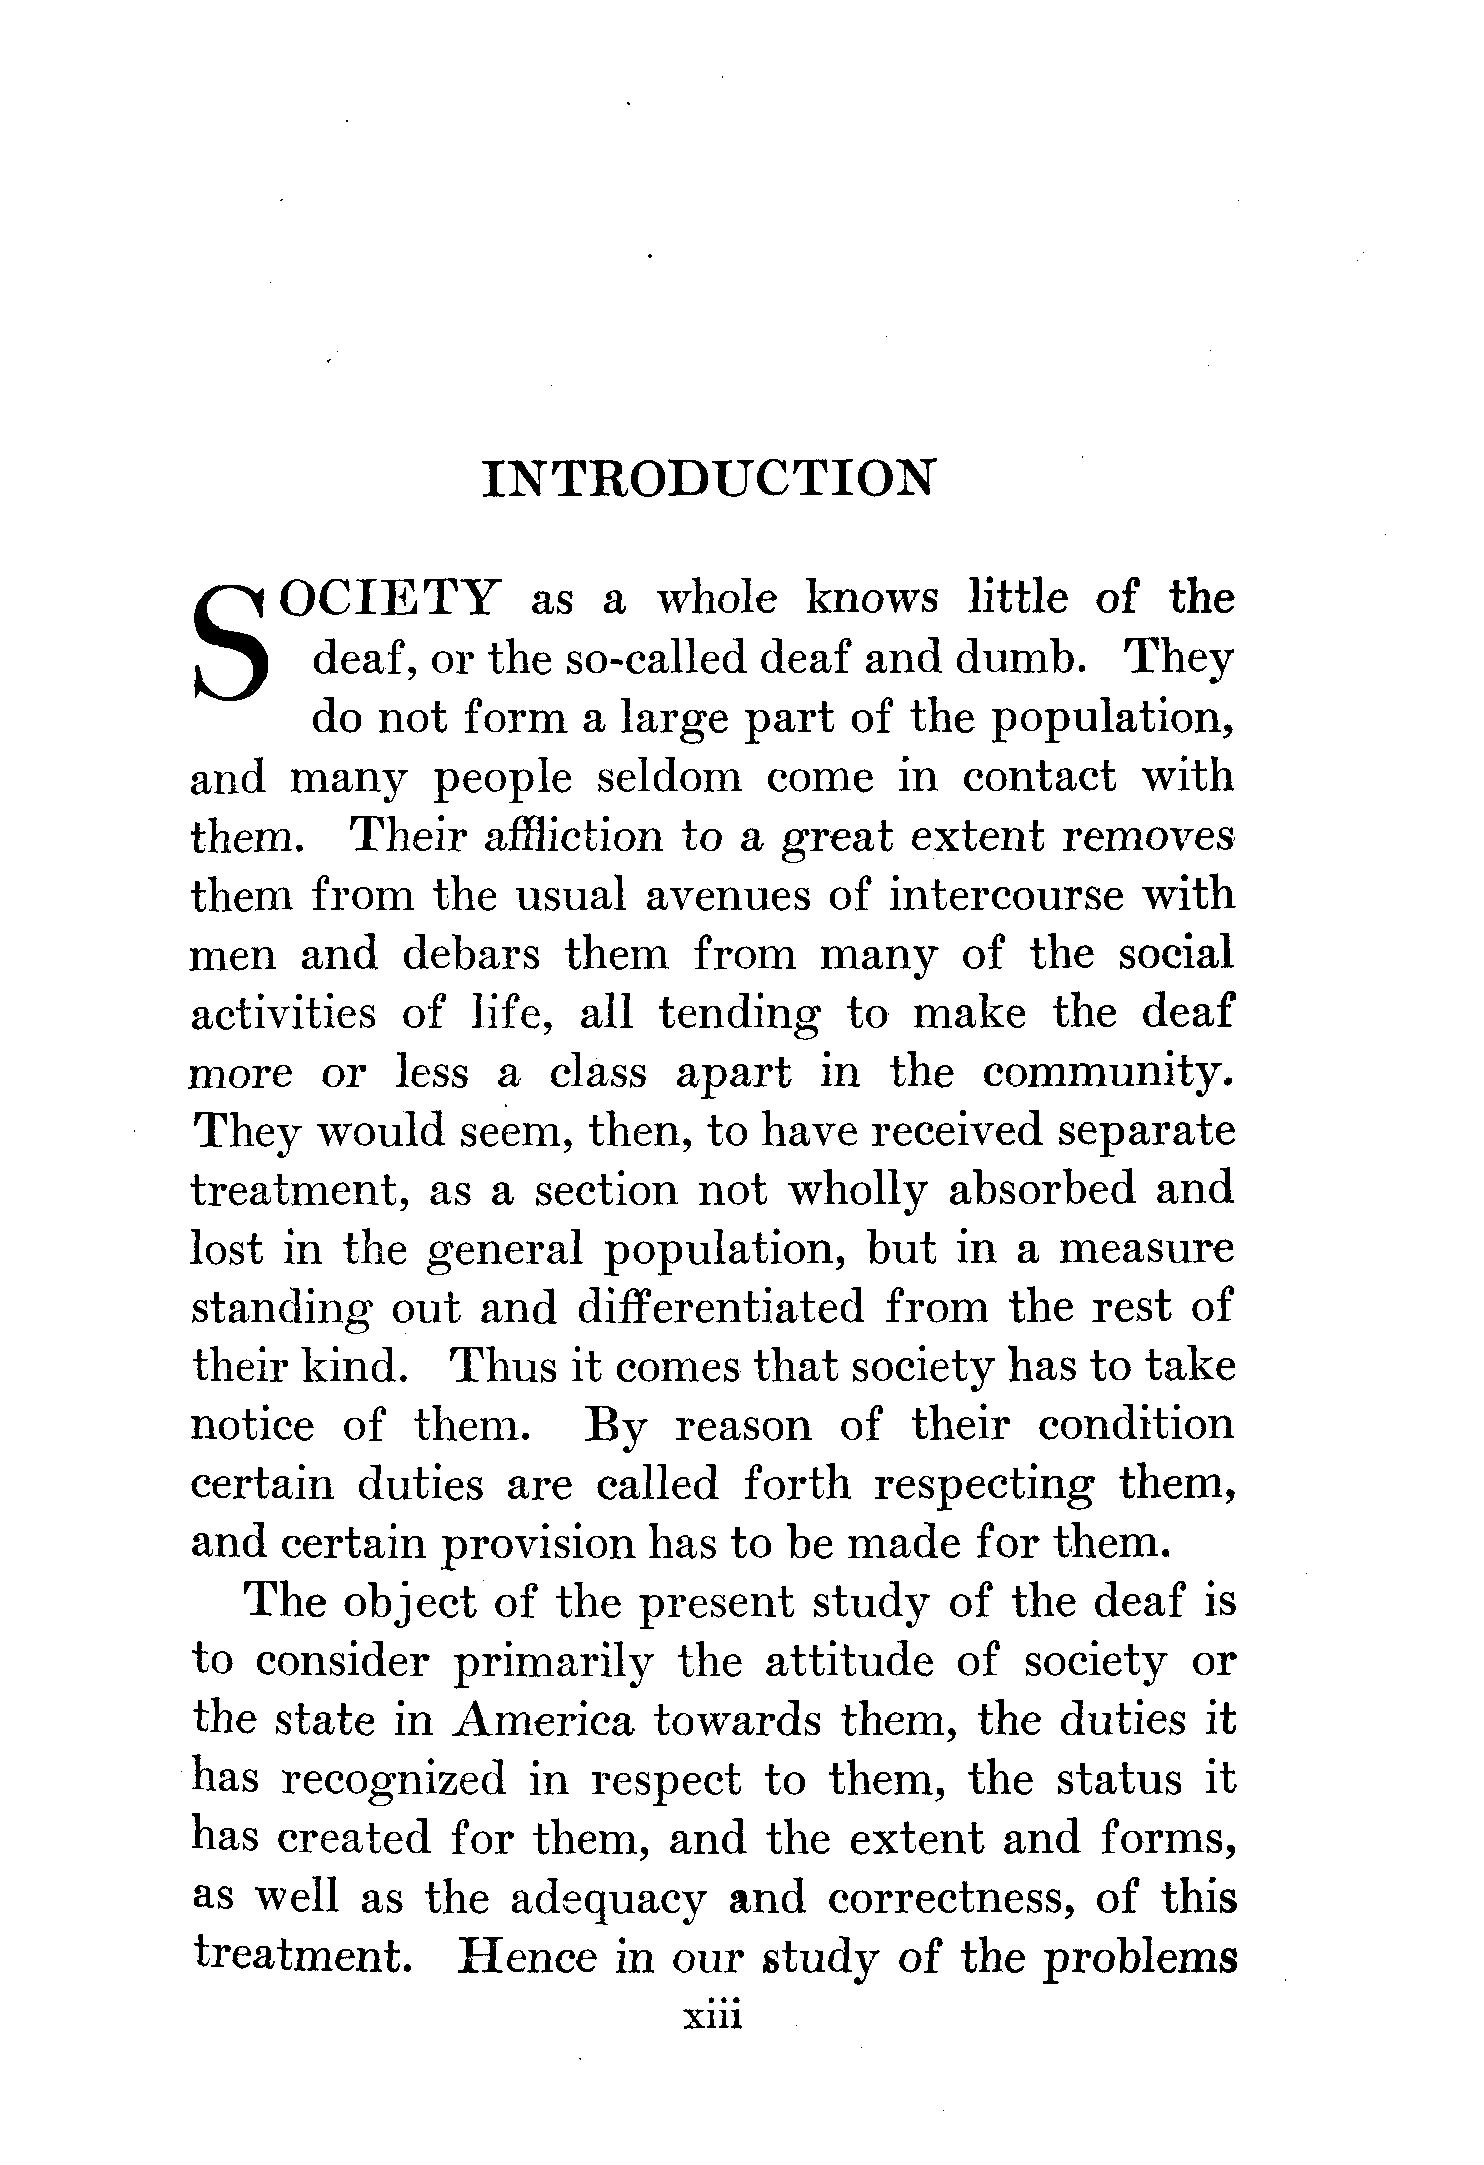 INTRODUCTION
SOCIETY as a whole knows little of the
deaf, or the so-called deaf and dumb. They
do not form a large part of the population,
and many people seldom come in contact with
them. Their affliction to a great extent removes
them from the usual avenues of intercourse with
men and debars them from many of the social
activities of life, all tending to make the deaf
more or less a class apart in the community.
They would seem, then, to have received separate
treatment, as a section not wholly absorbed and
lost in the general population, but in a measure
standing out and differentiated from the rest of
their kind. Thus it comes that society has to take
notice of them. By reason of their condition
certain duties are called forth respecting them,
and certain provision has to be made for them.
The object of the present study of the deaf is
to consider primarily the attitude of society or
the state in America towards them, the duties it
has recognized in respect to them, the status it
has created for them, and the extent and forms,
as well as the adequacy and correctness, of this
treatment. Hence in our study of the problems
xiii